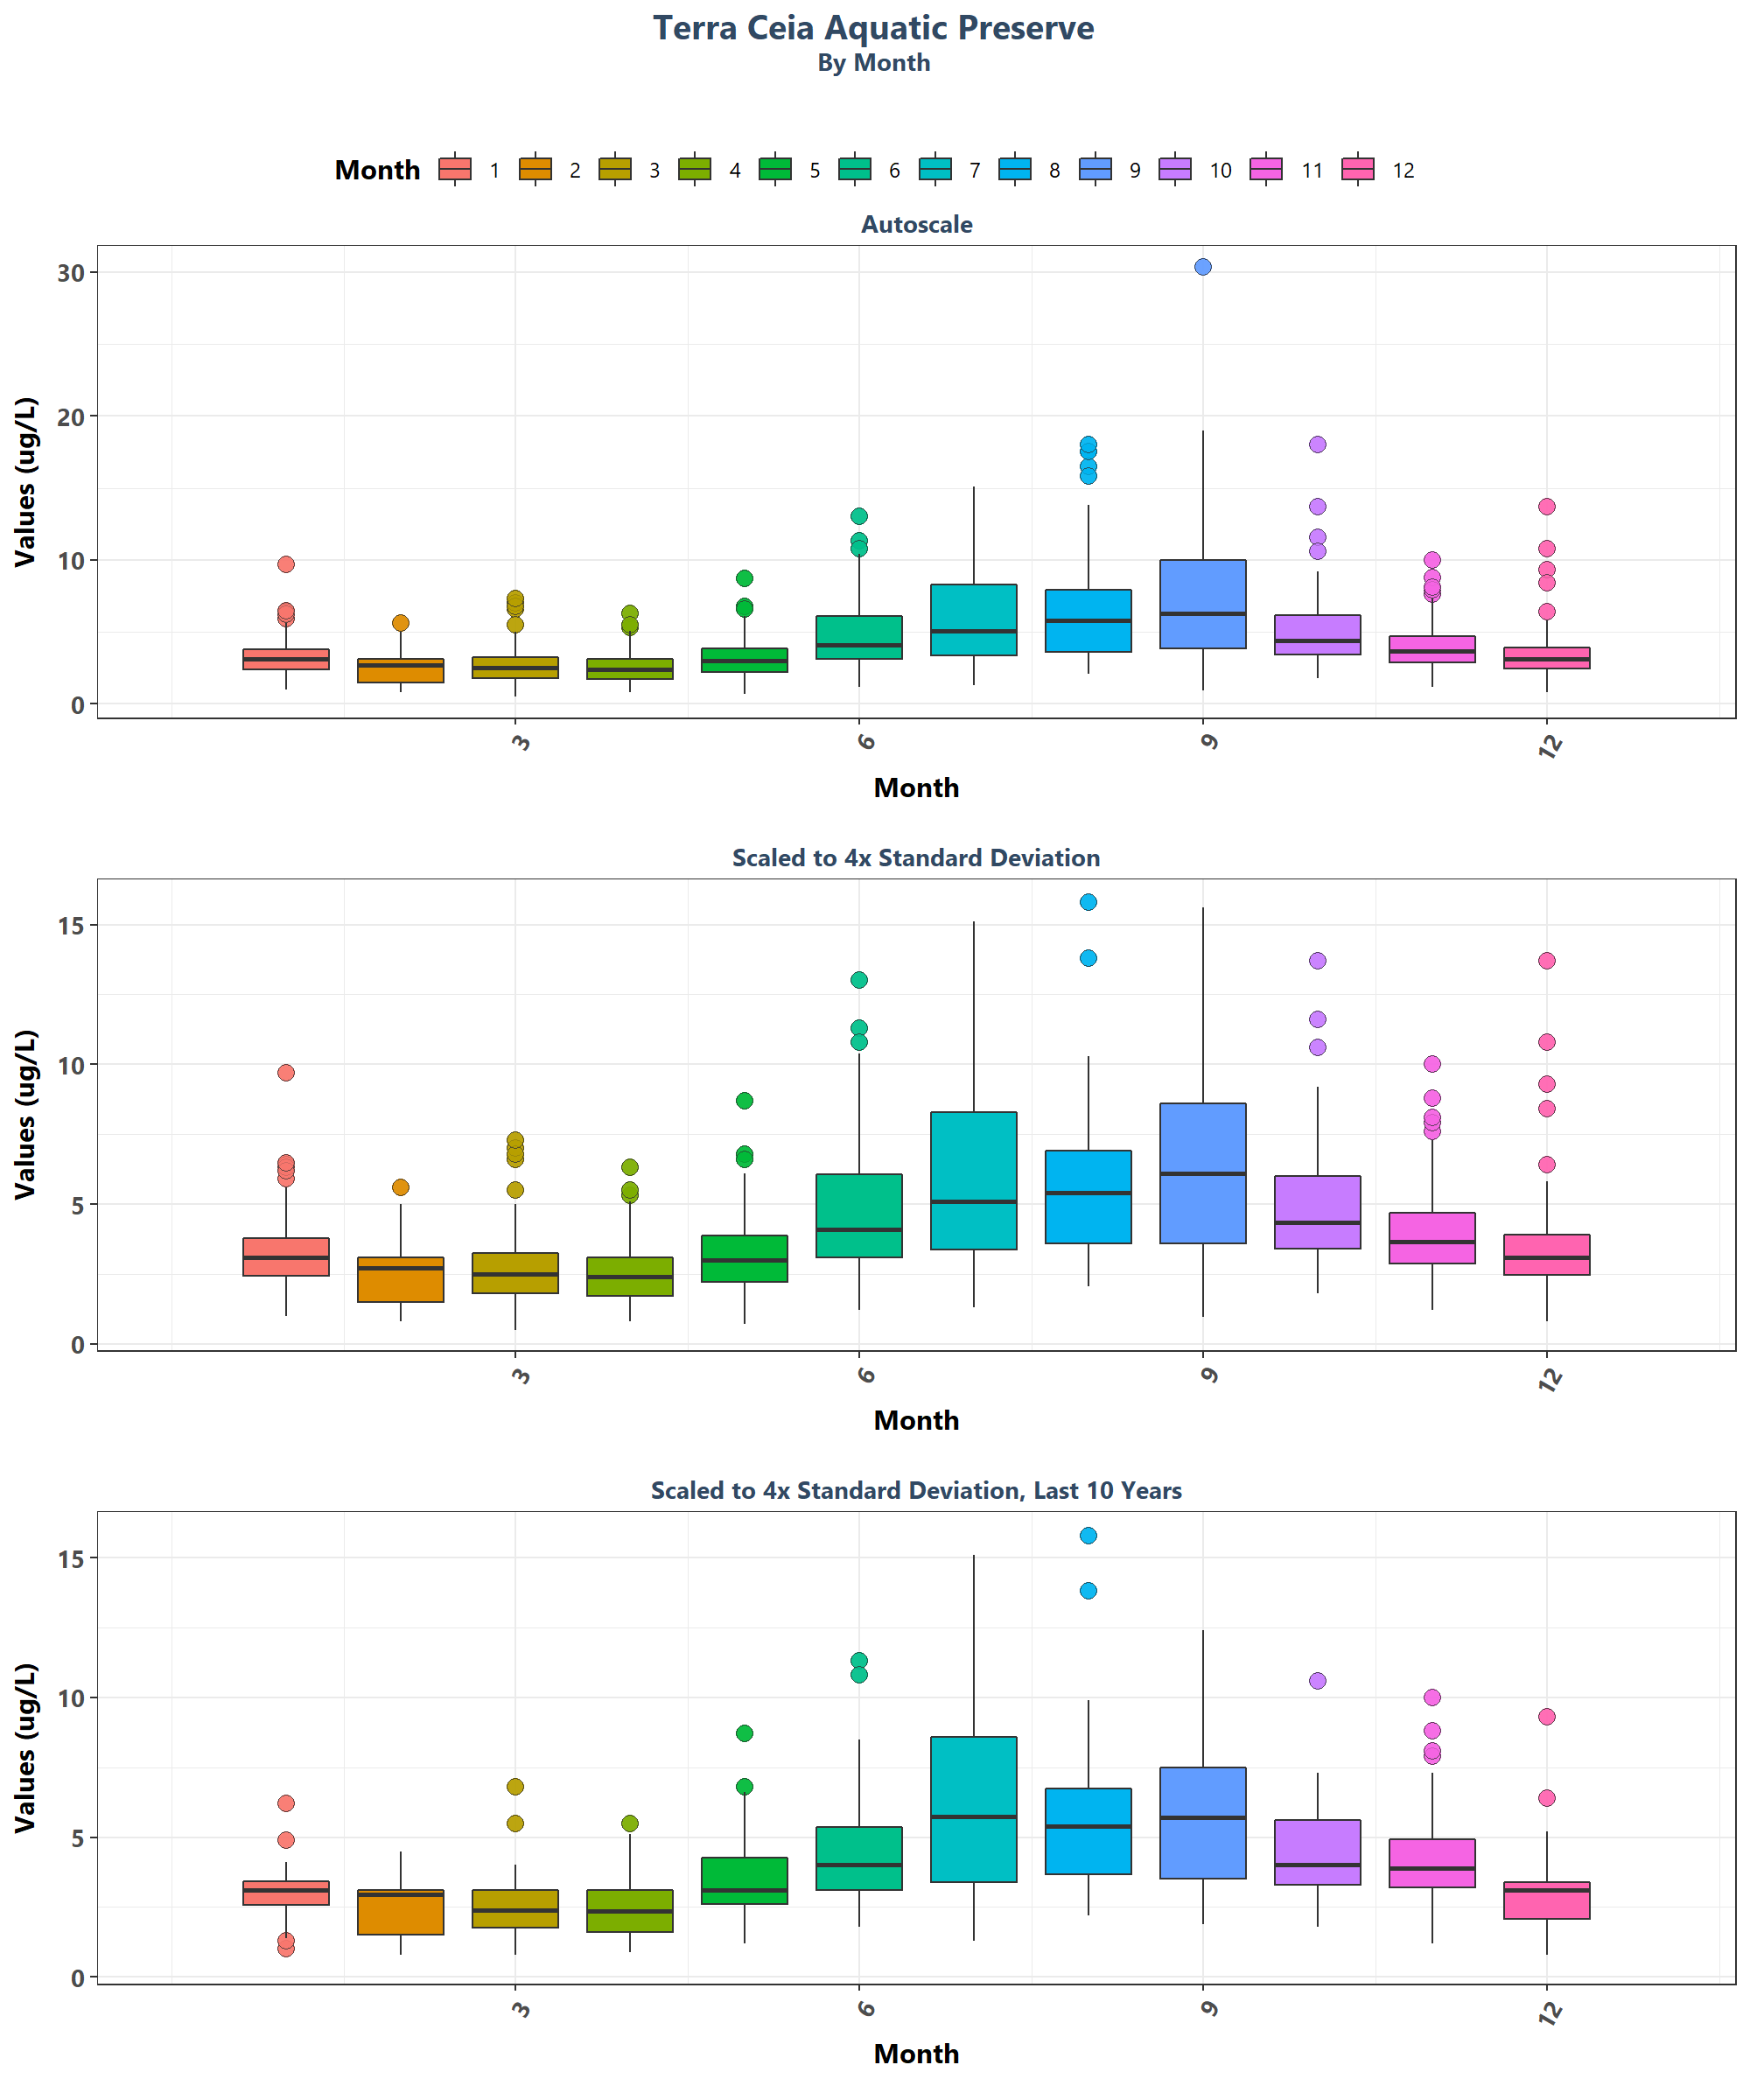 Terra Ceia Aquatic Preserve
By Month
Month 1 2 3 4 5 6 7 8 9 10 11 12
Autoscale
Values (ug/L)
30
20
10
0
3 6 9 12
Month
Scaled to 4x Standard Deviation
Values (ug/L)
15
10
5
0
3 6 9 12
Month
Scaled to 4x Standard Deviation, Last 10 Years
Values (ug/L)
15
10
5
0
3 6 9 12
Month